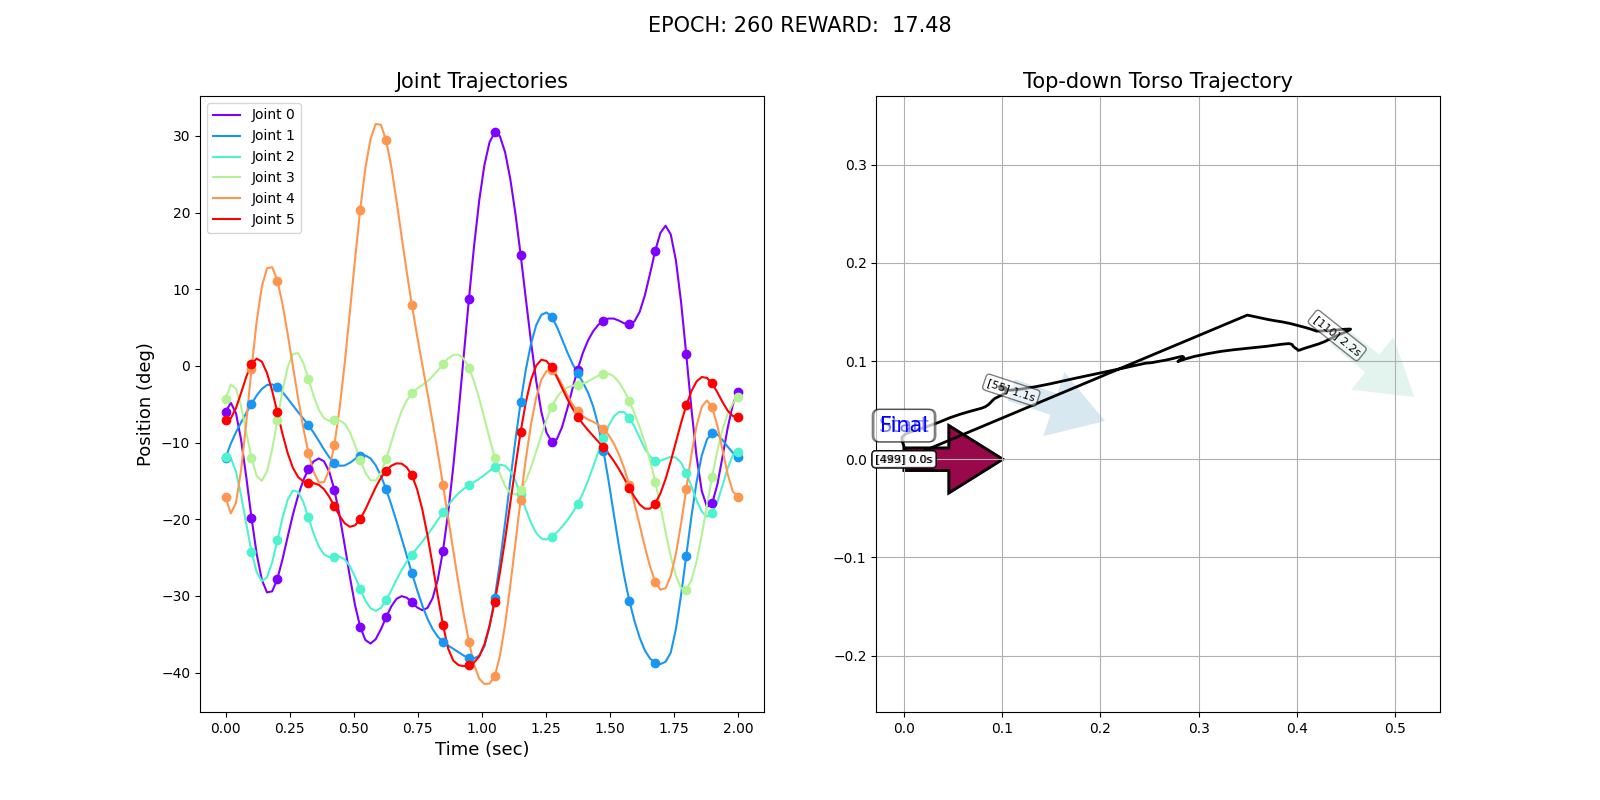 EPOCH: 260 REWARD:  17.48
Joint Trajectories
Joint 0
Joint 1
Joint 2
Joint 3
Joint 4
Joint 5
30
20
10
0
−10
−20
−30
−40
Position (deg)
0.00 0.25 0.50 0.75 1.00 1.25 1.50 1.75 2.00
Time (sec)
Top-down Torso Trajectory
0.3
0.2
0.1
0.0
−0.1
−0.2
[110] 2.2s
[55] 1.1s
Final
[499] 0.0s
0.0 0.1 0.2 0.3 0.4 0.5